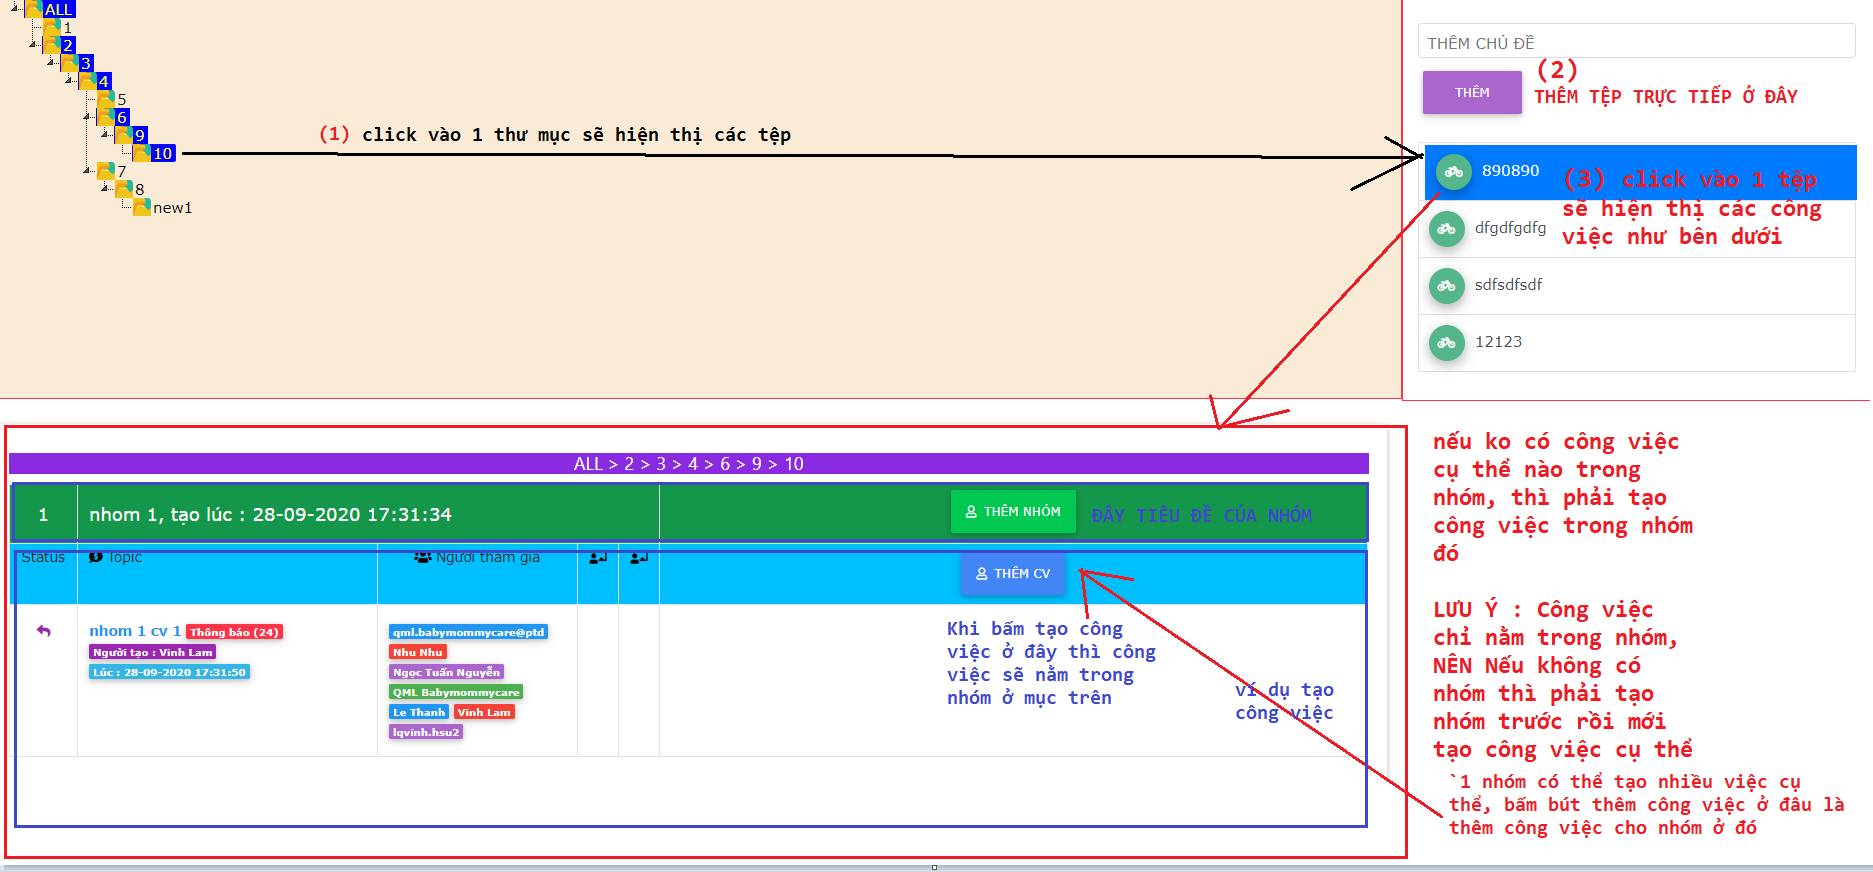 ALL
1
2
3
4
5
6
9
10
7
8
new1
(1) click vào 1 thư mục sẽ hiện thị các tệp
THÊM CHỦ ĐỀ
THÊM
(2)
THÊM TỆP TRỰC TIẾP Ở ĐÂY
890890
(3) click vào 1 tệp
sẽ hiện thị các công
việc như bên dưới
dfgdfgdfg
sdfsdfsdf
12123
ALL > 2 > 3 > 4 > 6 > 9 > 10
1
nhom 1, tạo lúc : 28-09-2020 17:31:34
THÊM NHÓM
ĐÂY TIÊU ĐỀ CỦA NHÓM
Status
Topic
Người tham gia
THÊM CV
nhom 1 cv 1 Thông báo (24)
Người tạo : Vinh Lam
Lúc : 28-09-2020 17:31:50
qml.babymommycare@ptd
Nhu Nhu
Ngọc Tuấn Nguyễn
QML Babymommycare
Le Thanh Vinh Lam
lqvinh.hsu2
Khi bấm tạo công
việc ở đây thì công
việc sẽ nằm trong
nhóm ở mục trên
ví dụ tạo
công việc
nếu ko có công việc
cụ thể nào trong
nhóm, thì phải tạo
công việc trong nhóm
đó
LƯU Ý : Công việc
chỉ nằm trong nhóm,
NÊN Nếu không có
nhóm thì phải tạo
nhóm trước rồi mới
tạo công việc cụ thể
`1 nhóm có thể tạo nhiều việc cụ
thể, bấm bút thêm công việc ở đâu là
thêm công việc cho nhóm ở đó